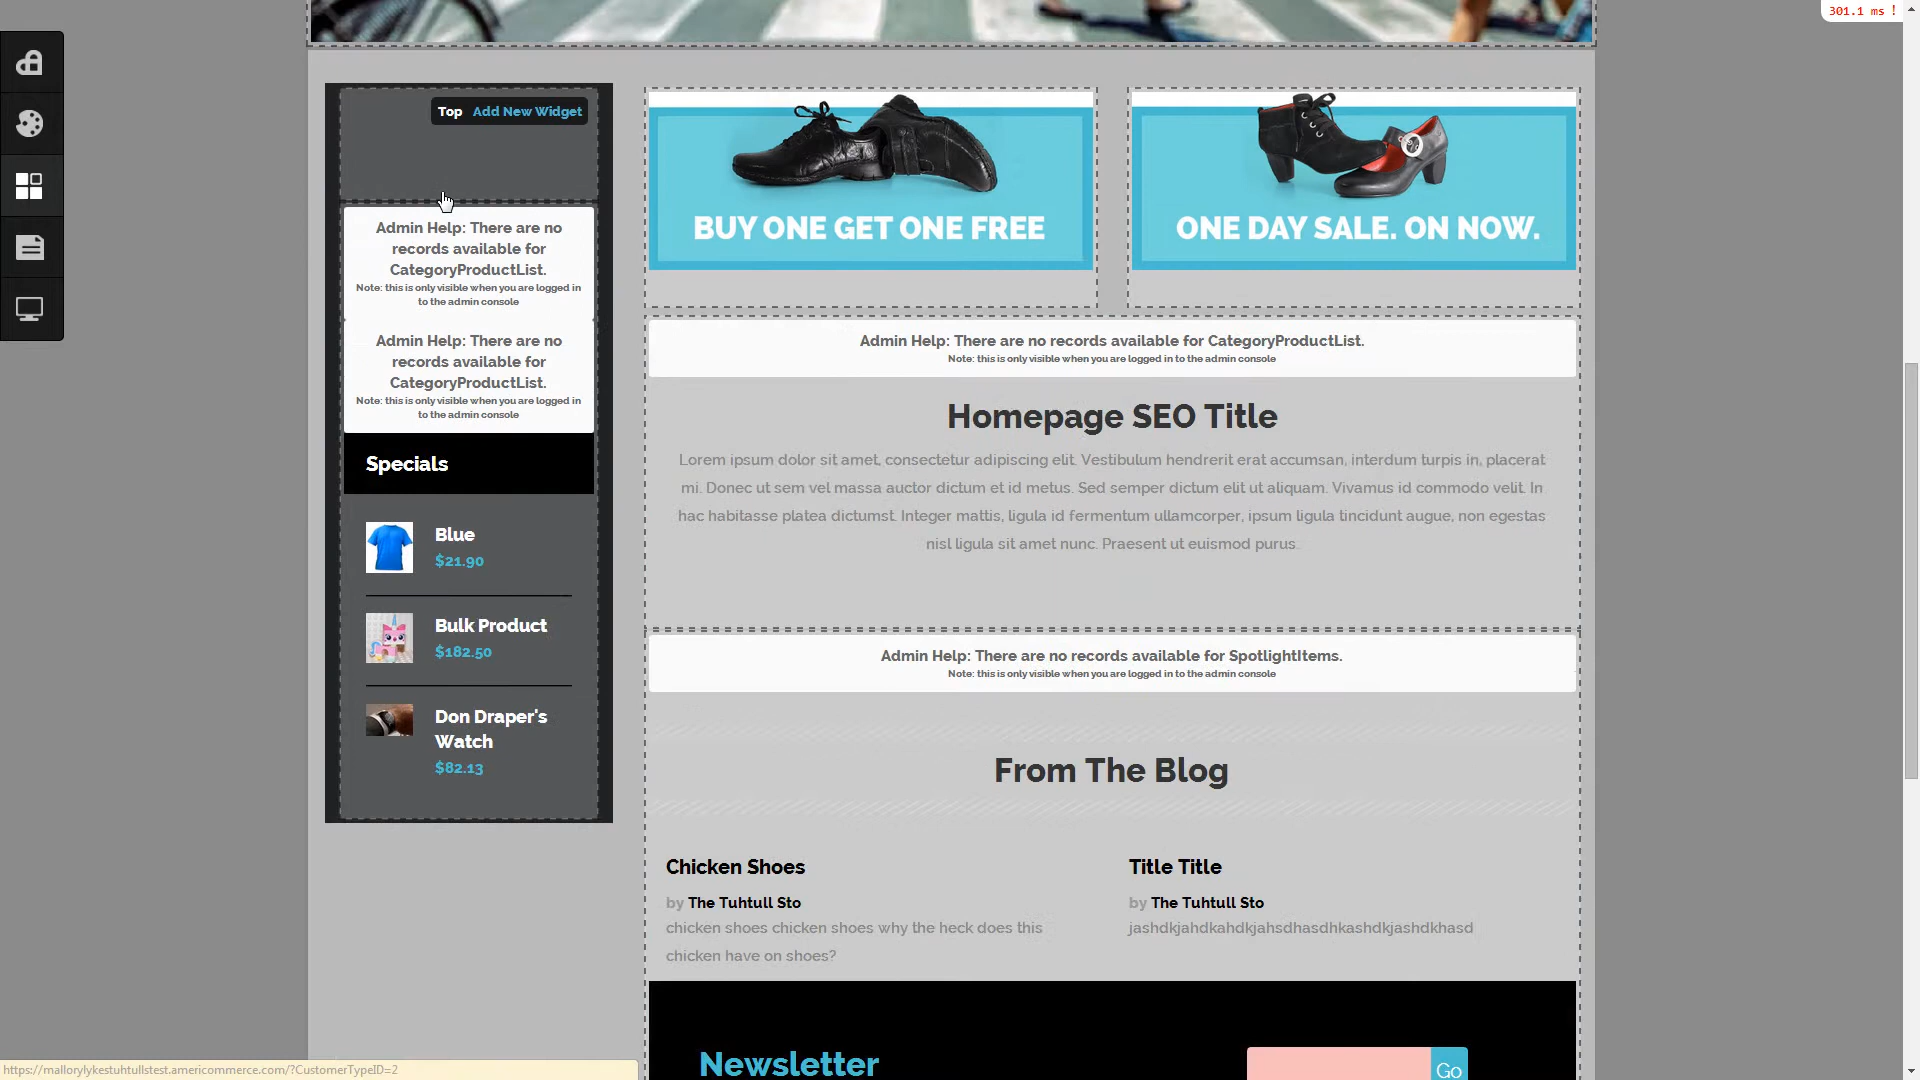 301.1 ms !
Top Add New Widget
Admin Help: There are no
records available for
CategoryProductList.
Note: this is only visible when you are logged in
to the admin console
Admin Help: There are no
records available for
CategoryProductList.
Note: this is only visible when you are logged in
to the admin console
Specials
Blue
$21.90
Bulk Product
$182.50
Don Draper's
Watch
$82.13
BUY ONE GET ONE FREE
ONE DAY SALE. ON NOW.
Admin Help: There are no records available for CategoryProductList.
Note: this is only visible when you are logged in to the admin console
Homepage SEO Title
Lorem ipsum dolor sit amet, consectetur adipiscing elit. Vestibulum hendrerit erat accumsan, interdum turpis in, placerat
mi. Donec ut sem vel massa auctor dictum et id metus. Sed semper dictum elit ut aliquam. Vivamus id commodo velit. In
hac habitasse platea dictumst. Integer mattis, ligula id fermentum ullamcorper, ipsum ligula tincidunt augue, non egestas
nisl ligula sit amet nunc. Praesent ut euismod purus.
Admin Help: There are no records available for SpotlightItems.
Note: this is only visible when you are logged in to the admin console
From The Blog
Chicken Shoes
by The Tuhtull Sto
chicken shoes chicken shoes why the heck does this
chicken have on shoes?
Title Title
by The Tuhtull Sto
jashdkjahdkahdkjahsdhasdhkashdkjashdkhasd
Newsletter
Go
https://mallorylykestuhtullstest.americommerce.com/?CustomerTypeID=2